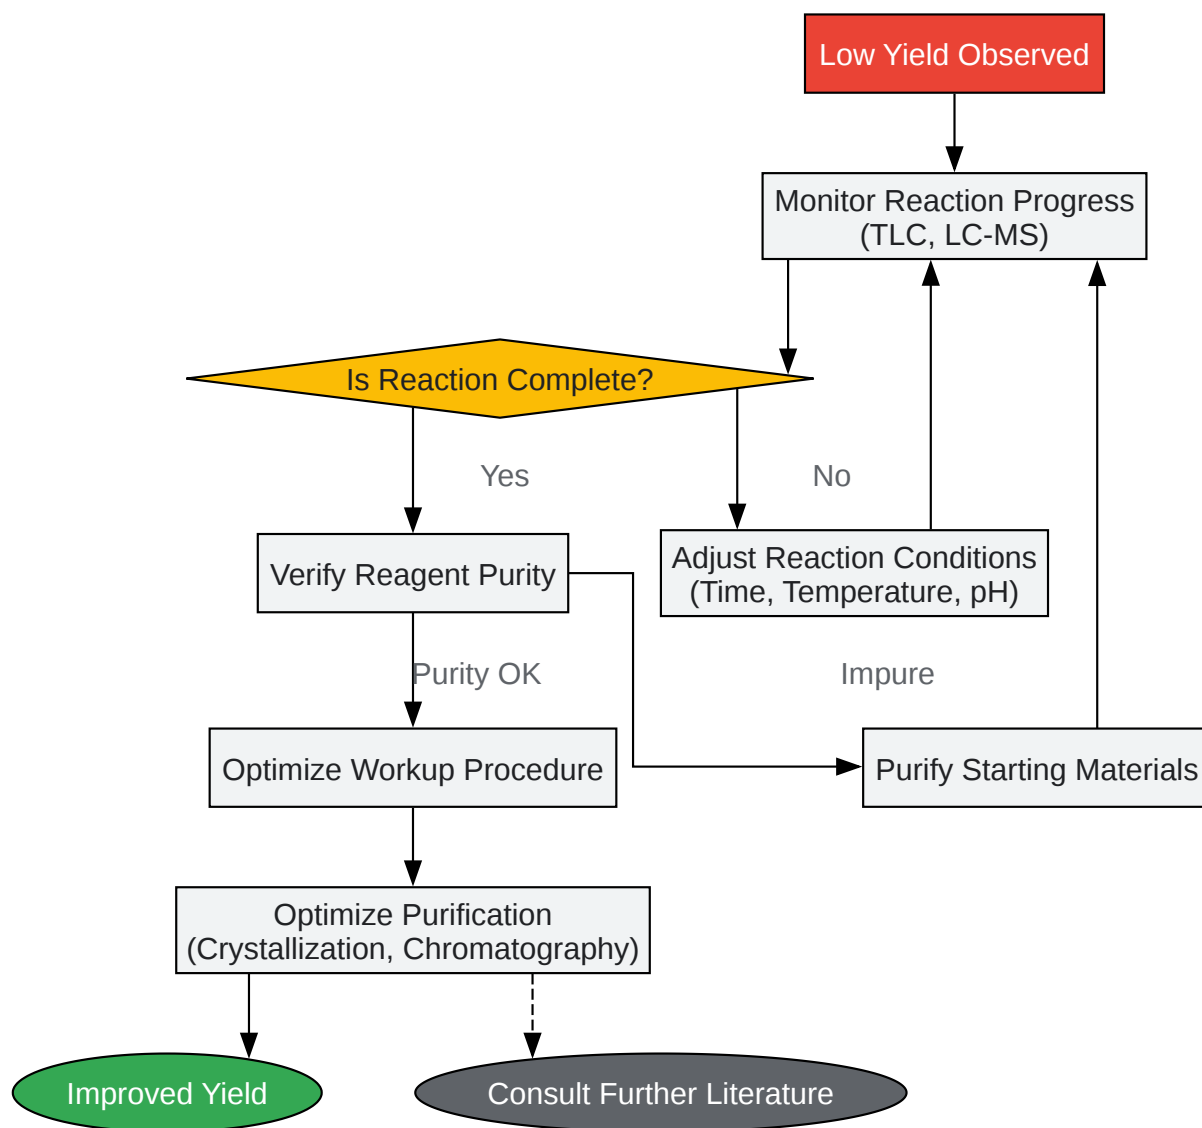 Low Yield Observed
Monitor Reaction Progress
(TLC, LC-MS)
Is Reaction Complete?
Yes
No
Verify Reagent Purity
Adjust Reaction Conditions
(Time, Temperature, pH)
Purity OK
Impure
Optimize Workup Procedure
Purify Starting Materials
Optimize Purification
(Crystallization, Chromatography)
Improved Yield
Consult Further Literature